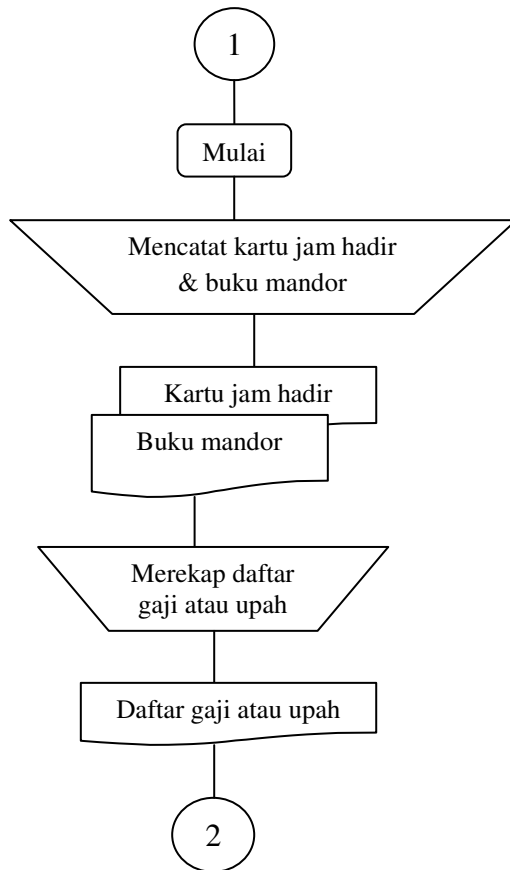 1
Mulai
Mencatat kartu jam hadir
& buku mandor
Kartu jam hadir
Buku mandor
Merekap daftar
gaji atau upah
Daftar gaji atau upah
2